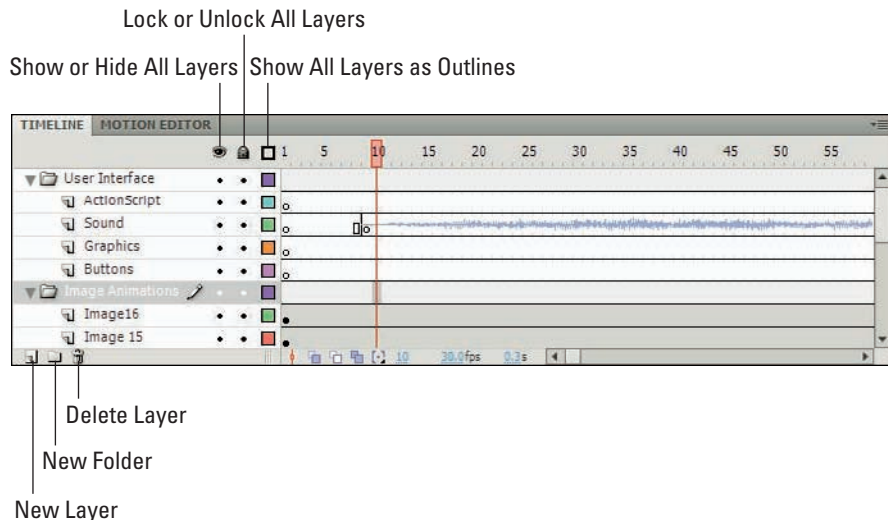 Lock or Unlock All Layers
Show or Hide All Layers Show All Layers as Outlines
TIMELINE MOTION EDITOR
1 5 10 15 20 25 30 35 40 45 50 55
User Interface
ActionScript
Sound
Graphics
Buttons
Image Animations
Image16
Image 15
10 30.0fps 0.3s
Delete Layer
New Folder
New Layer